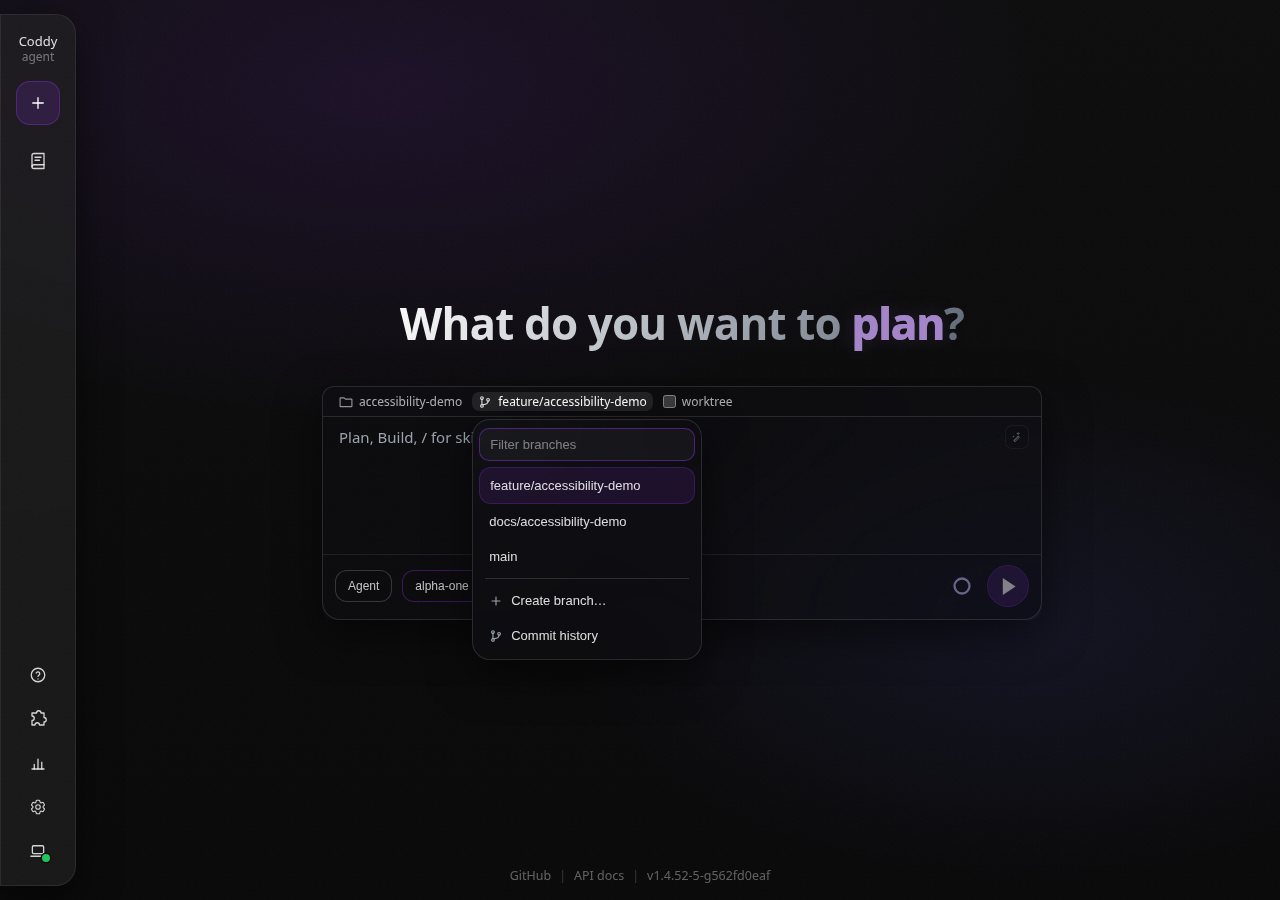 Coddy
agent
What do you want to plan?
accessibility-demo
feature/accessibility-demo
worktree
Plan, Build, / for ski
Filter branches
feature/accessibility-demo
docs/accessibility-demo
main
Create branch…
Commit history
Agent
alpha-one
GitHub | API docs | v1.4.52-5-g562fd0eaf